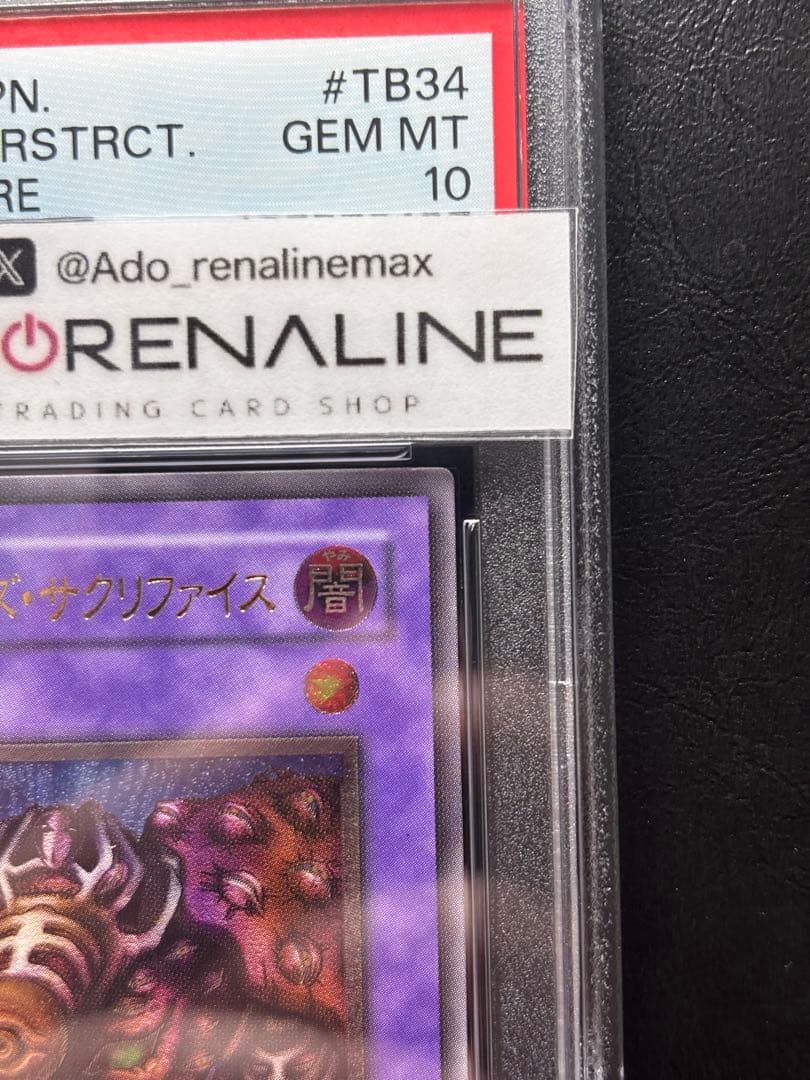 PN.
#TB34
RSTRCT.
GEM MT
RE
10
X @Ado_renalinemax
ORENALINE
TRADING CARD SHOP
ズ・サクリファイス
やみ
闇